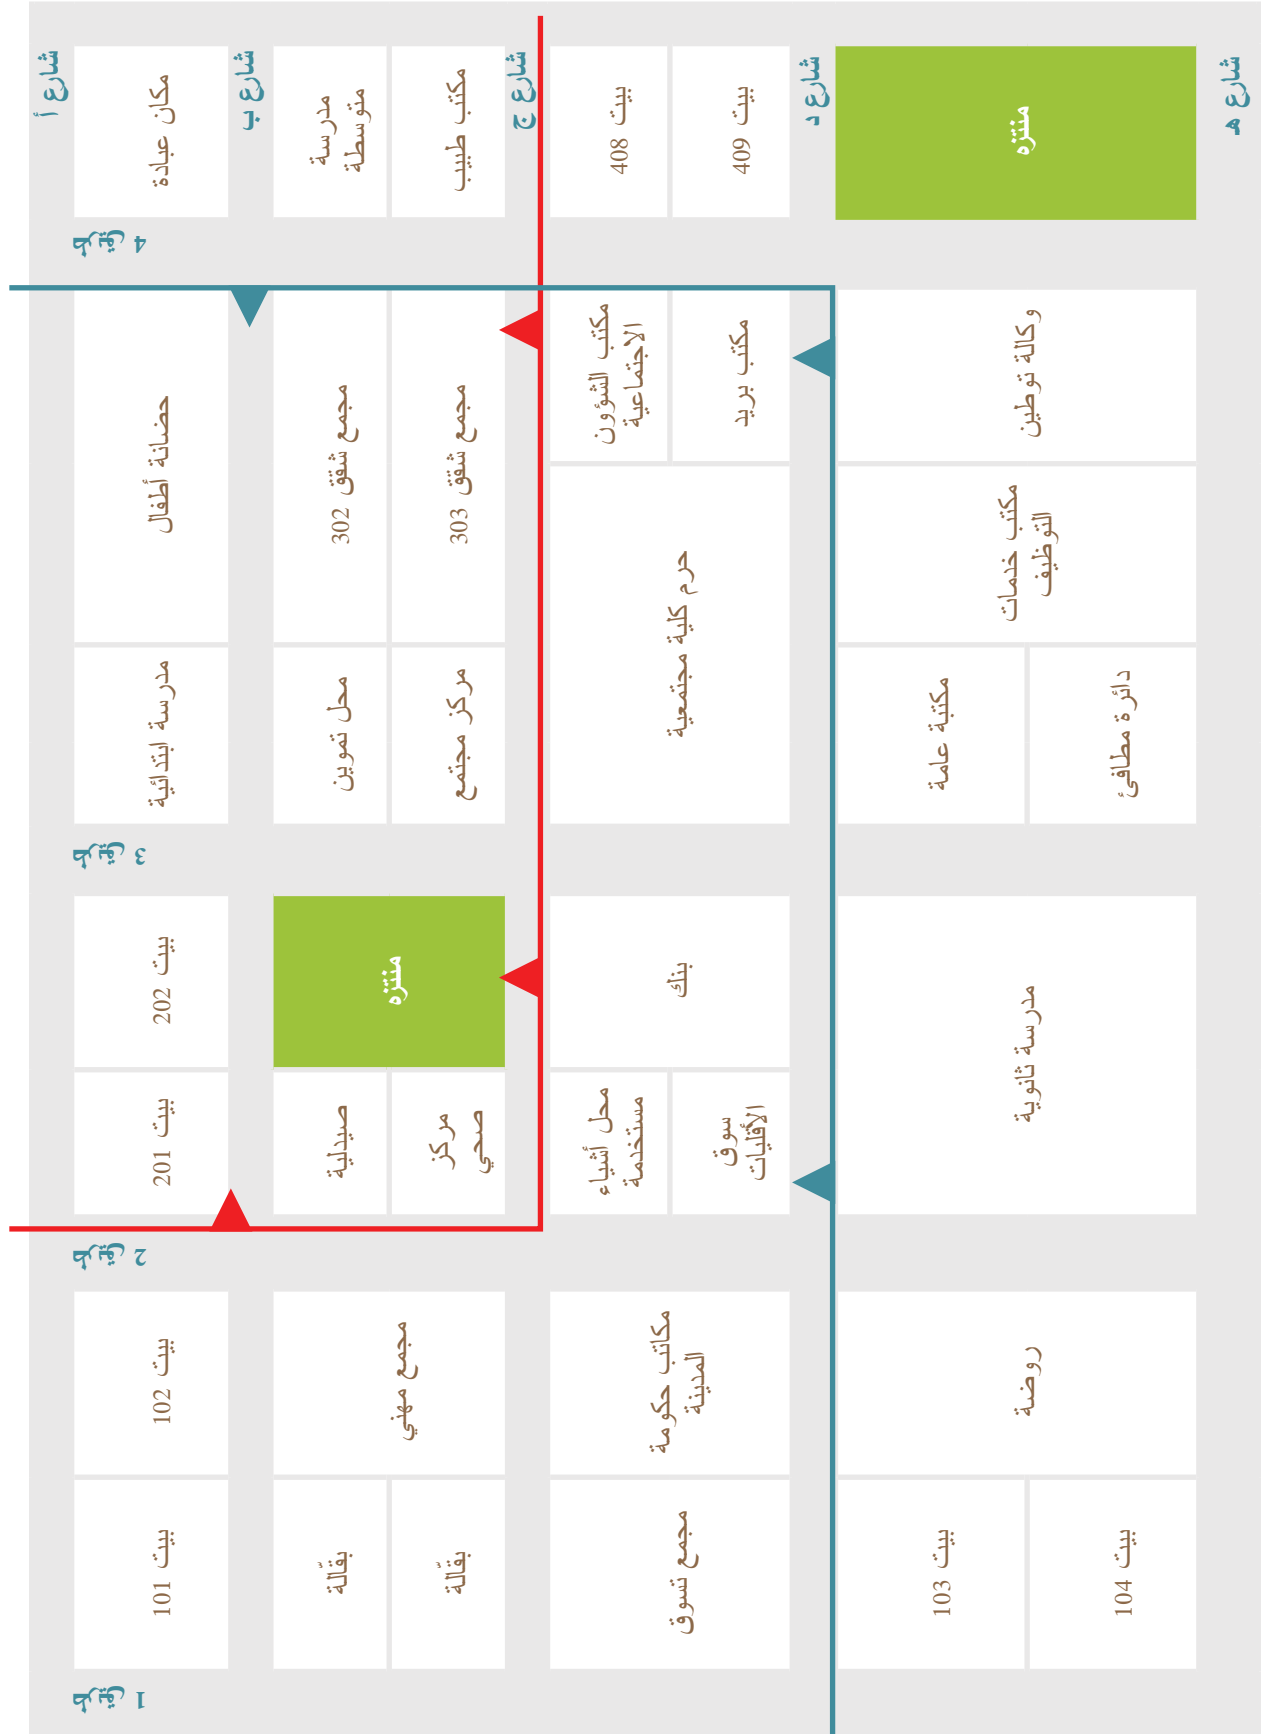 شارع أ
مكان عبادة
طريق 4
حضانة أطفال
مدرسة ابتدائية
طريق 3
بيت 202
بيت 201
طريق 2
بيت 102
بيت 101
طريق 1
شارع ب
مدرسة
متوسطة
مكتب طبيب
مجمع شقق 302
مجمع شقق 303
محل تموين
مركز مجتمع
منتزه
صيدلية
مركز
صحي
مجمع مهني
بقّالة
بقّالة
شارع ج
بيت 408
بيت 409
مكتب الشؤون
الاجتماعية
مكتب بريد
حرم كلية مجتمعية
بنك
محل أشياء
مستخدمة
سوق
الأقليات
مكاتب حكومة
المدينة
مجمع تسوق
شارع د
منتزه
وكالة توطين
مكتب خدمات
التوظيف
مكتبة عامة
دائرة مطافئ
مدرسة ثانوية
روضة
بيت 103
بيت 104
شارع هـ